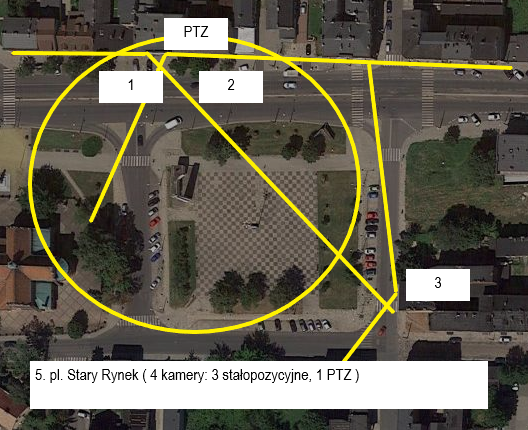 PTZ
1
2
3
5. pl. Stary Rynek ( 4 kamery: 3 stałopozycyjne, 1 PTZ )